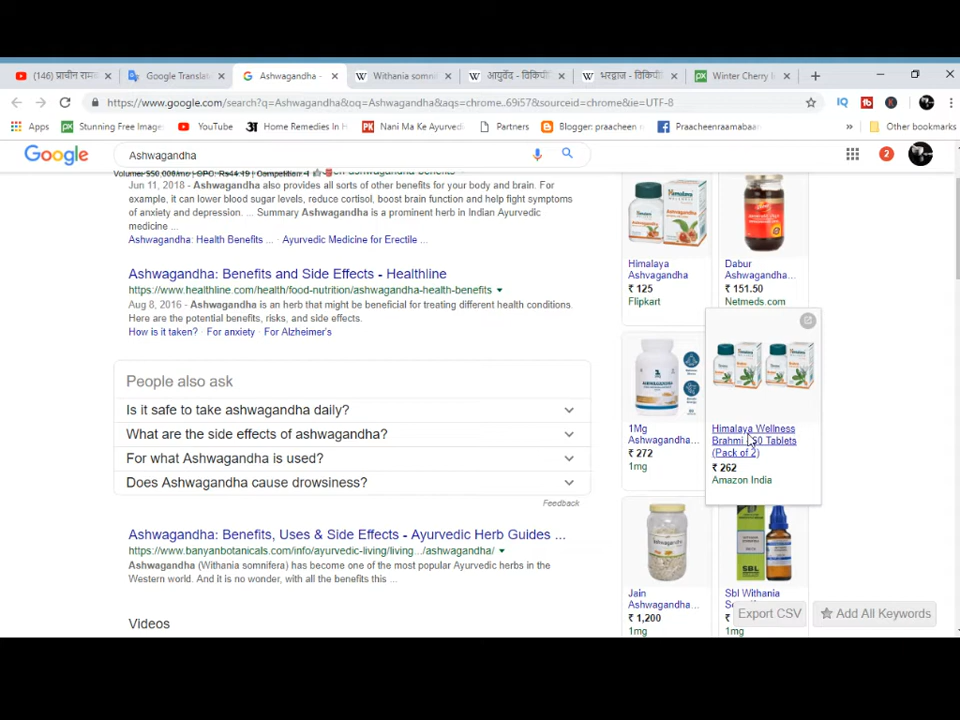 (146) प्राचीन रामब
Google Translat
Ashwagandha -
Withania somni
आयुर्वेद - विकिपीडि
भरद्वाज - विकिपीडि
Winter Cherry I
https://www.google.com/search?q=Ashwagandha&oq=Ashwagandha&aqs=chrome..69i57&sourceid=chrome&ie=UTF-8
Apps
Stunning Free Image
YouTube
Home Remedies In H
Nani Ma Ke Ayurved
Partners
Blogger: praacheen r
Praacheenraamabaan
»
Other bookmarks
Google
Ashwagandha
2
Volume: 550,000/mo | CPC: Rs44.19 | Competition:
Jun 11, 2018 - Ashwagandha also provides all sorts of other benefits for your body and brain. For
example, it can lower blood sugar levels, reduce cortisol, boost brain function and help fight symptoms
of anxiety and depression. ... Summary Ashwagandha is a prominent herb in Indian Ayurvedic
medicine ...
Ashwagandha: Health Benefits ... · Ayurvedic Medicine for Erectile ...
Ashwagandha: Benefits and Side Effects - Healthline
https://www.healthline.com/health/food-nutrition/ashwagandha-health-benefits
Aug 8, 2016 - Ashwagandha is an herb that might be beneficial for treating different health conditions.
Here are the potential benefits, risks, and side effects.
How is it taken? · For anxiety · For Alzheimer's
People also ask
Is it safe to take ashwagandha daily?
What are the side effects of ashwagandha?
For what Ashwagandha is used?
Does Ashwagandha cause drowsiness?
Feedback
Ashwagandha: Benefits, Uses & Side Effects - Ayurvedic Herb Guides ...
https://www.banyanbotanicals.com/info/ayurvedic-living/living.../ashwagandha/
Ashwagandha (Withania somnifera) has become one of the most popular Ayurvedic herbs in the
Western world. And it is no wonder, with all the benefits this ...
Videos
Himalaya
Ashvagandha
₹ 125
Flipkart
Dabur
Ashwagandha...
₹ 151.50
Netmeds.com
1Mg
Ashwagandha...
₹ 272
1mg
Himalaya Wellness
Brahmi 60 Tablets
(Pack of 2)
₹ 262
Amazon India
Jain
Ashwagandha...
₹ 1,200
1mg
Sbl Withania
1mg
Export CSV
Add All Keywords